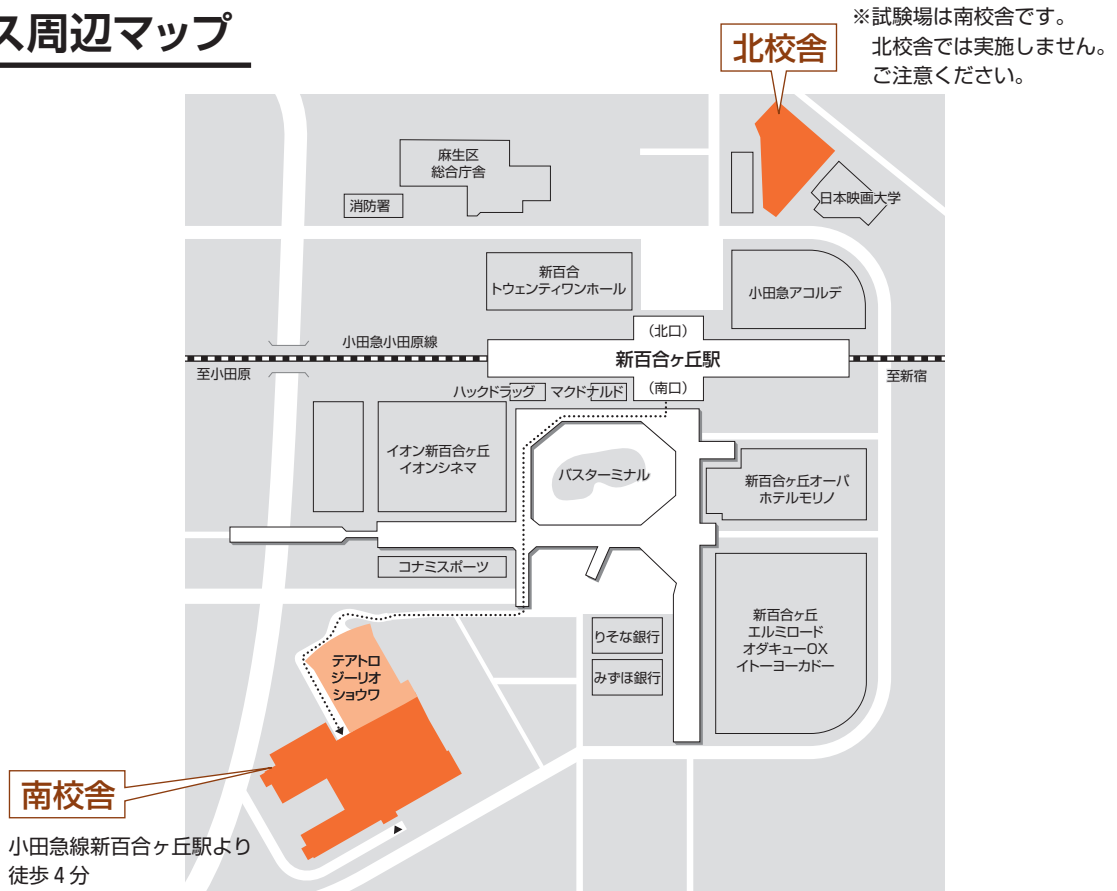 ス周辺マップ
※試験場は南校舎です。
北校舎では実施しません。
ご注意ください。
北校舎
麻生区
総合庁舎
消防署
日本映画大学
新百合
トウェンティワンホール
小田急アコルデ
(北口)
小田急小田原線
新百合ヶ丘駅
至小田原
至新宿
ハックドラッグ
マクドナルド
(南口)
イオン新百合ヶ丘
イオンシネマ
バスターミナル
新百合ヶ丘オーパ
ホテルモリノ
コナミスポーツ
新百合ヶ丘
エルミロード
オダキューOX
イトーヨーカドー
りそな銀行
みずほ銀行
テアトロ
ジーリオ
ショウワ
南校舎
小田急線新百合ヶ丘駅より
徒歩 4 分